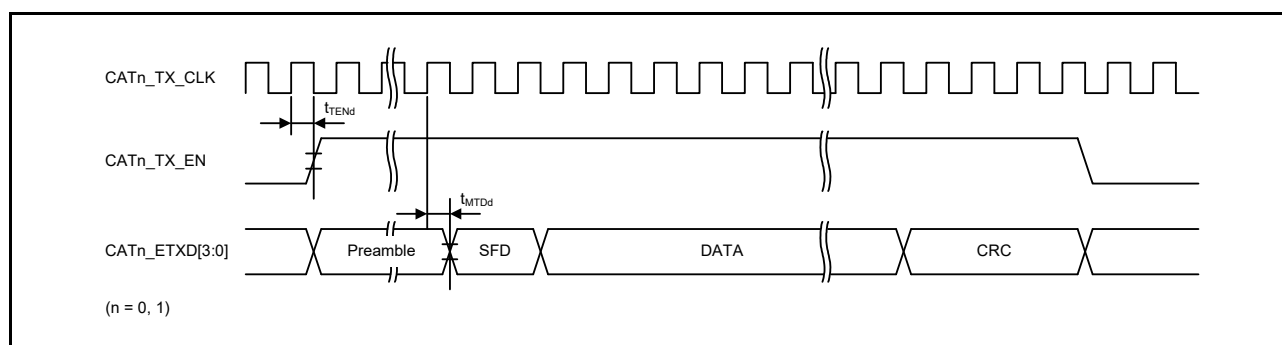 CATn_TX_CLK
tTENd
CATn_TX_EN
tMTDd
CATn_ETXD[3:0]
Preamble
SFD
DATA
CRC
(n = 0, 1)